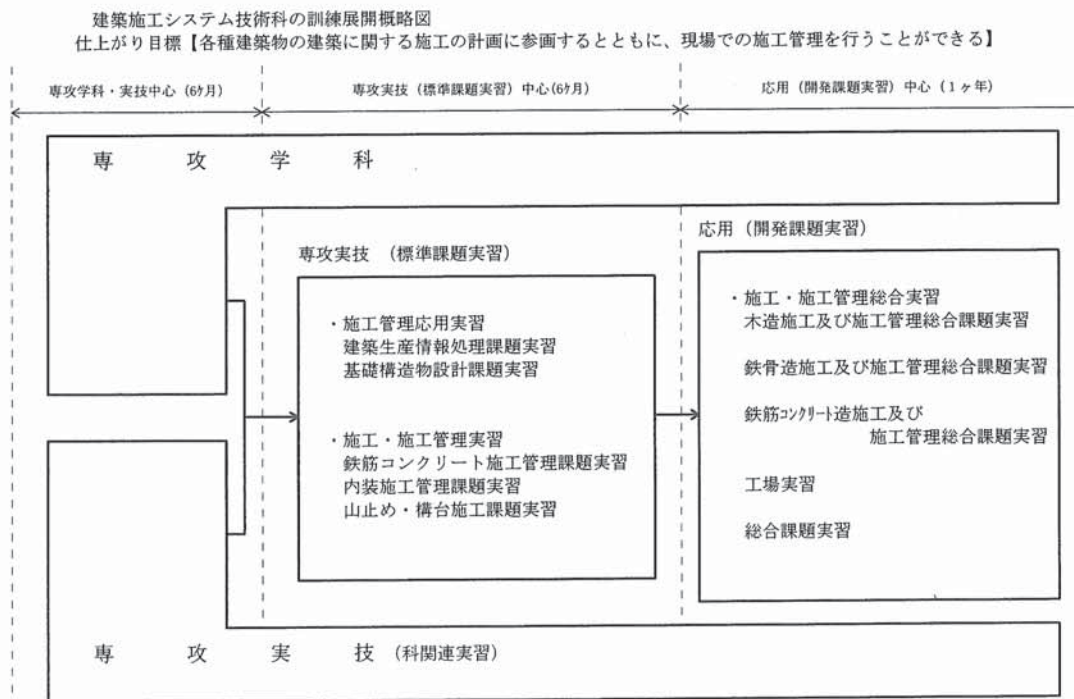 建築施工システム技術科の訓練展開概略図
仕上がり目標【各種建築物の建築に関する施工の計画に参画するとともに、現場での施工管理を行うことができる】
専攻学科・実技中心（6ｹ月）
専攻実技（標準課題実習）中心（6ｹ月）
応用（開発課題実習）中心（１ヶ年）
専　攻　学　科
専攻実技　（標準課題実習）
・施工管理応用実習
建築生産情報処理課題実習
基礎構造物設計課題実習
・施工・施工管理実習
鉄筋コンクリート施工管理課題実習
内装施工管理課題実習
山止め・構台施工課題実習
応用（開発課題実習）
・施工・施工管理総合実習
木造施工及び施工管理総合課題実習
鉄骨造施工及び施工管理総合課題実習
鉄筋ｺﾝｸﾘｰﾄ造施工及び
施工管理総合課題実習
工場実習
総合課題実習
専　攻　実　技　（科関連実習）